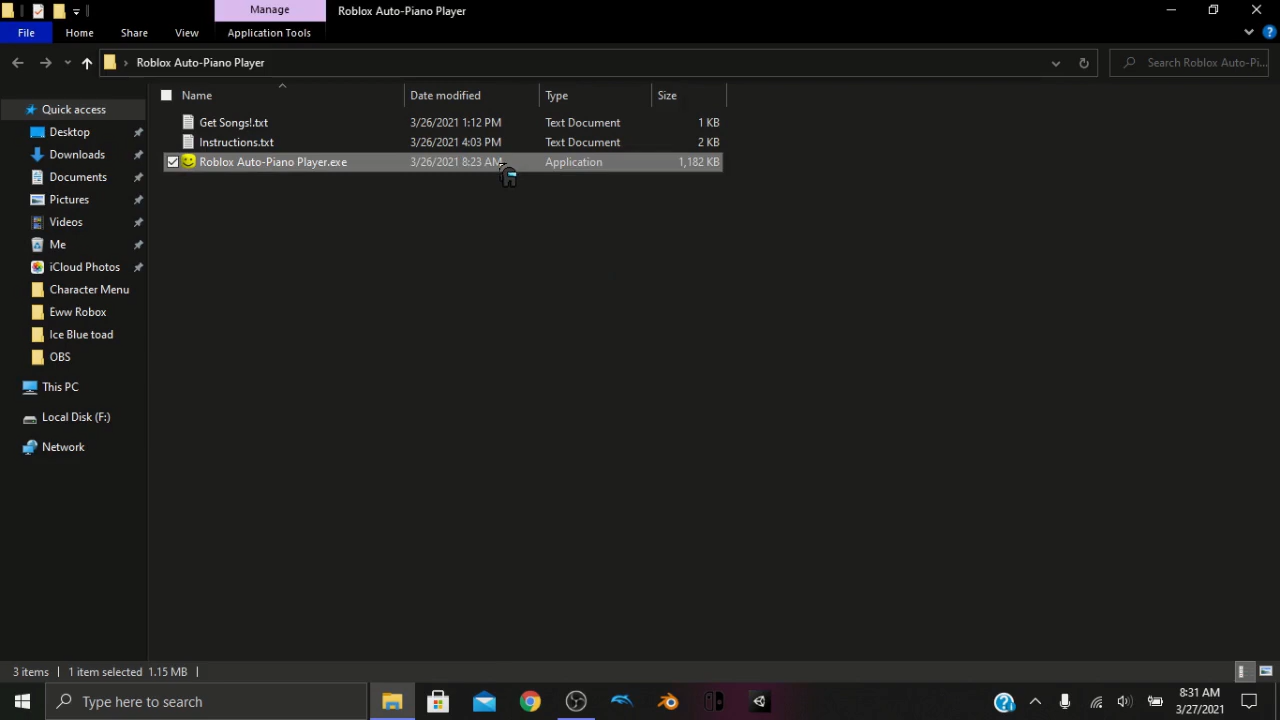 Manage
Roblox Auto-Piano Player
File
Home
Share
View
Application Tools
Roblox Auto-Piano Player
Search Roblox Auto-Pi...
Name
Date modified
Type
Size
Get Songs!.txt
3/26/2021 1:12 PM
Text Document
1 KB
Instructions.txt
3/26/2021 4:03 PM
Text Document
2 KB
Roblox Auto-Piano Player.exe
3/26/2021 8:23 AM
Application
1,182 KB
Quick access
Desktop
Downloads
Documents
Pictures
Videos
Me
iCloud Photos
Character Menu
Eww Robox
Ice Blue toad
OBS
This PC
Local Disk (F:)
Network
3 items
1 item selected 1.15 MB
Type here to search
8:31 AM
3/27/2021